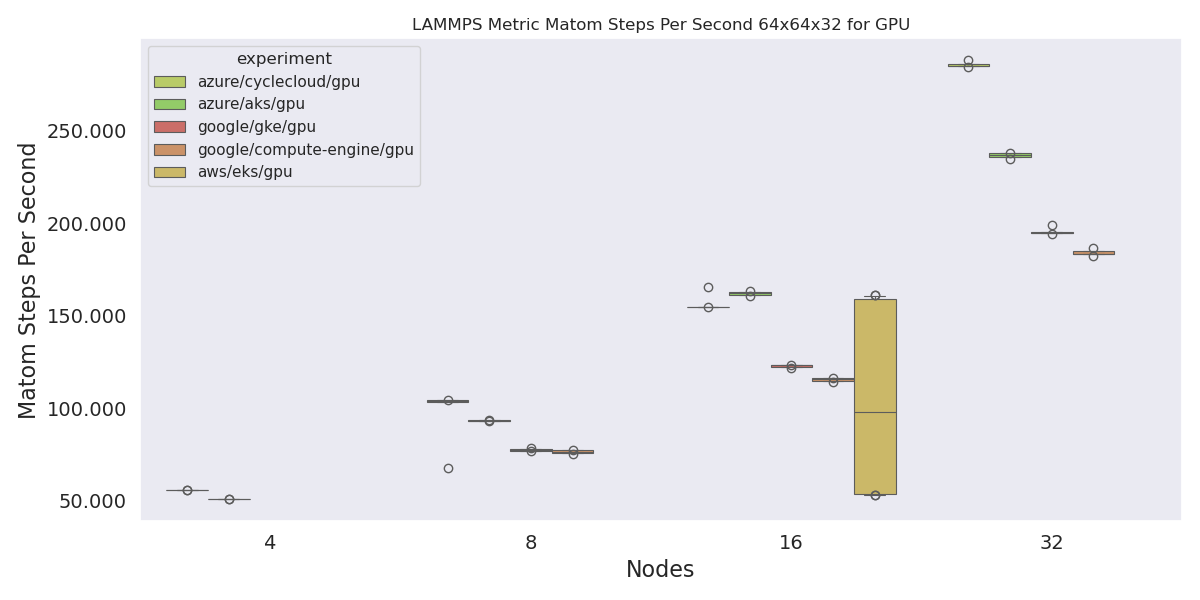 LAMMPS Metric Matom Steps Per Second 64x64x32 for GPU
experiment
azure/cyclecloud/gpu
azure/aks/gpu
google/gke/gpu
google/compute-engine/gpu
aws/eks/gpu
Matom Steps Per Second
250.000
200.000
150.000
100.000
50.000
4 8 16 32
Nodes